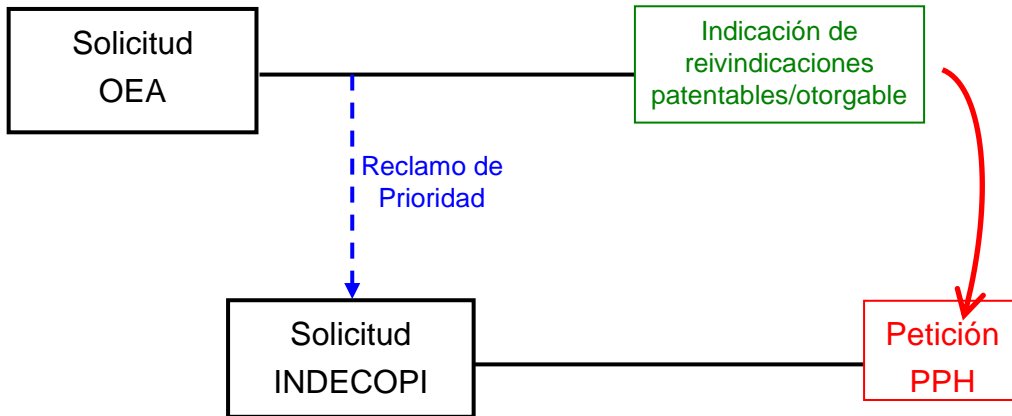 Solicitud
OEA
Indicación de
reivindicaciones
patentables/otorgable
Reclamo de
Prioridad
Solicitud
INDECOPI
Petición
PPH